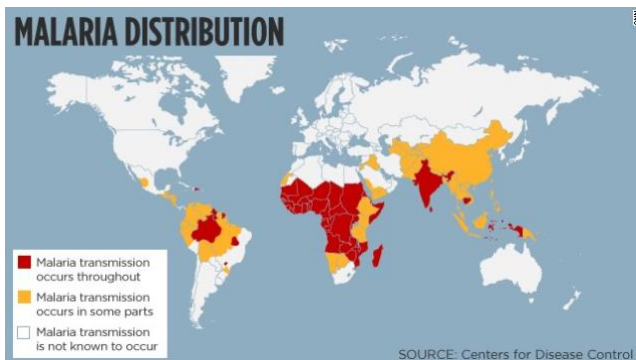 MALARIA DISTRIBUTION
CNN
Malaria transmission
occurs throughout
Malaria transmission
occurs in some parts
Malaria transmission
is not known to occur
SOURCE: Centers for Disease Control